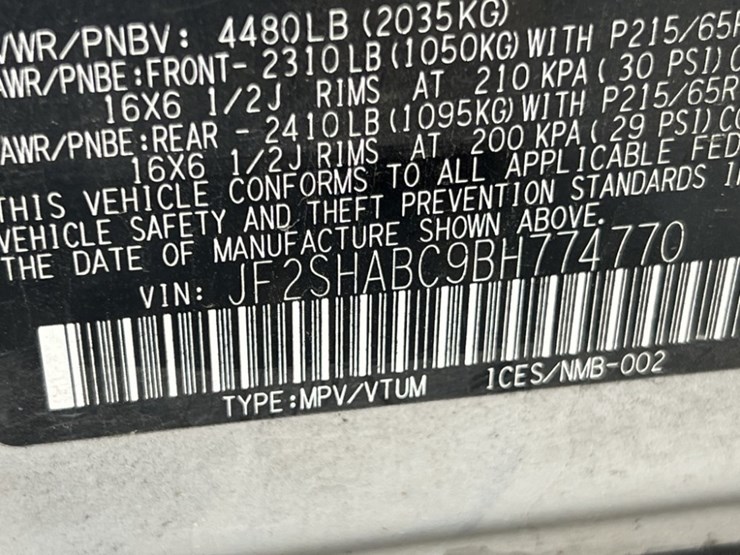 VWR/PNBV: 4480LB (2035KG)
AWR/PNBE:FRONT- 2310LB(1050KG)WITH P215/65R
16X6 1/2J RIMS AT 210 KPA( 30 PSI)C
AWR/PNBE:REAR - 2410LB(1095KG)WITH P215/65R
16X6 1/2J RIMS AT 200 KPA( 29 PSI)CO
THIS VEHICLE CONFORMS TO ALL APPLICABLE FED
VEHICLE SAFETY AND THEFT PREVENTION STANDARDS I
THE DATE OF MANUFACTURE SHOWN ABOVE.
VIN: JF2SHABC9BH774770
TYPE:MPV/VTUM 1CES/NMB-002